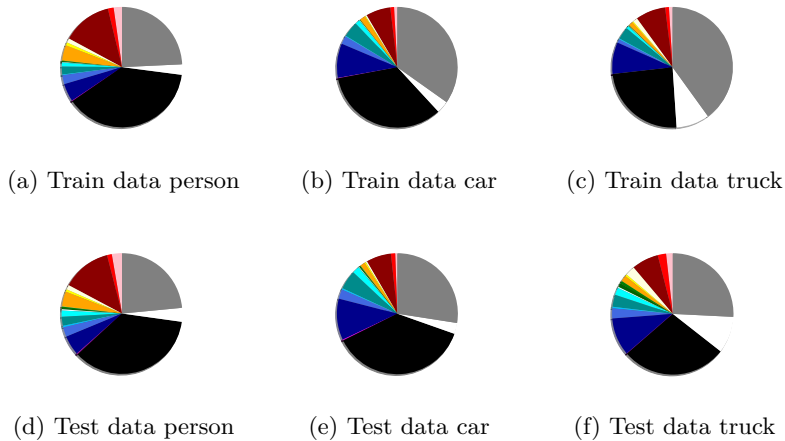 (a) Train data person
(b) Train data car
(c) Train data truck
(d) Test data person
(e) Test data car
(f) Test data truck